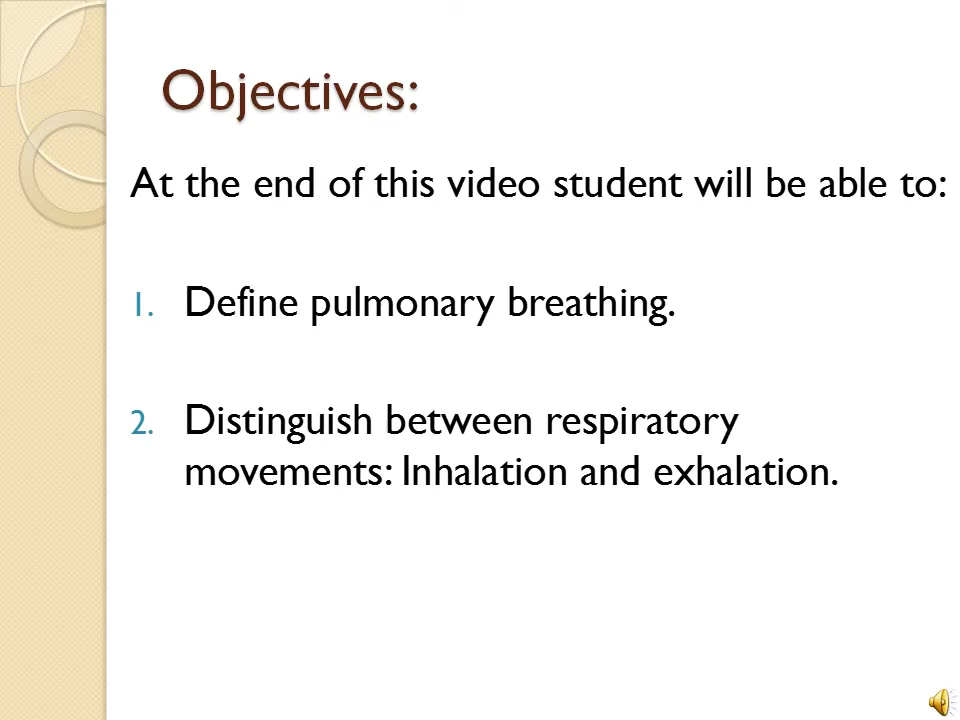 Objectives:
At the end of this video student will be able to:
1. Define pulmonary breathing.
2. Distinguish between respiratory
movements: Inhalation and exhalation.